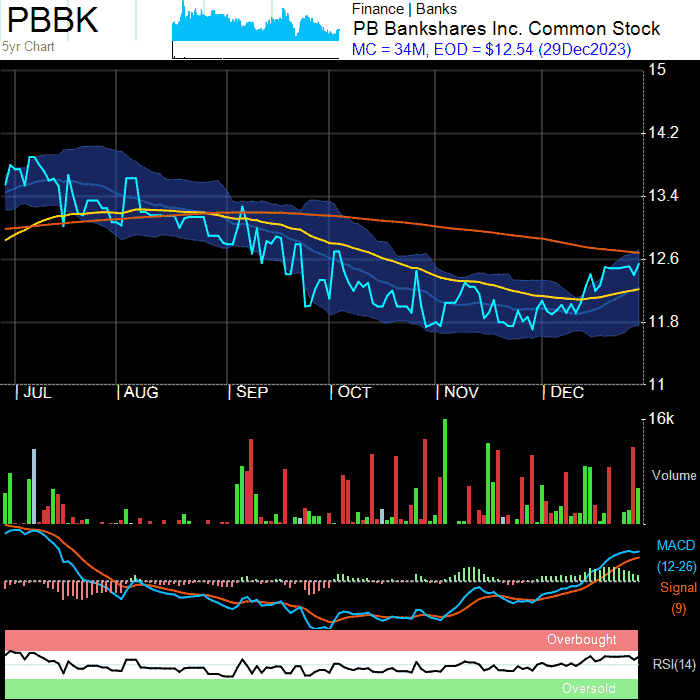 PBBK
5yr Chart
Finance | Banks
PB Bankshares Inc. Common Stock
MC = 34M, EOD = $12.54 (29Dec2023)
15
14.2
13.4
12.6
11.8
11
JUL AUG SEP OCT NOV DEC
16k
Volume
MACD
(12-26)
Signal
(9)
Overbought
RSI(14)
Oversold